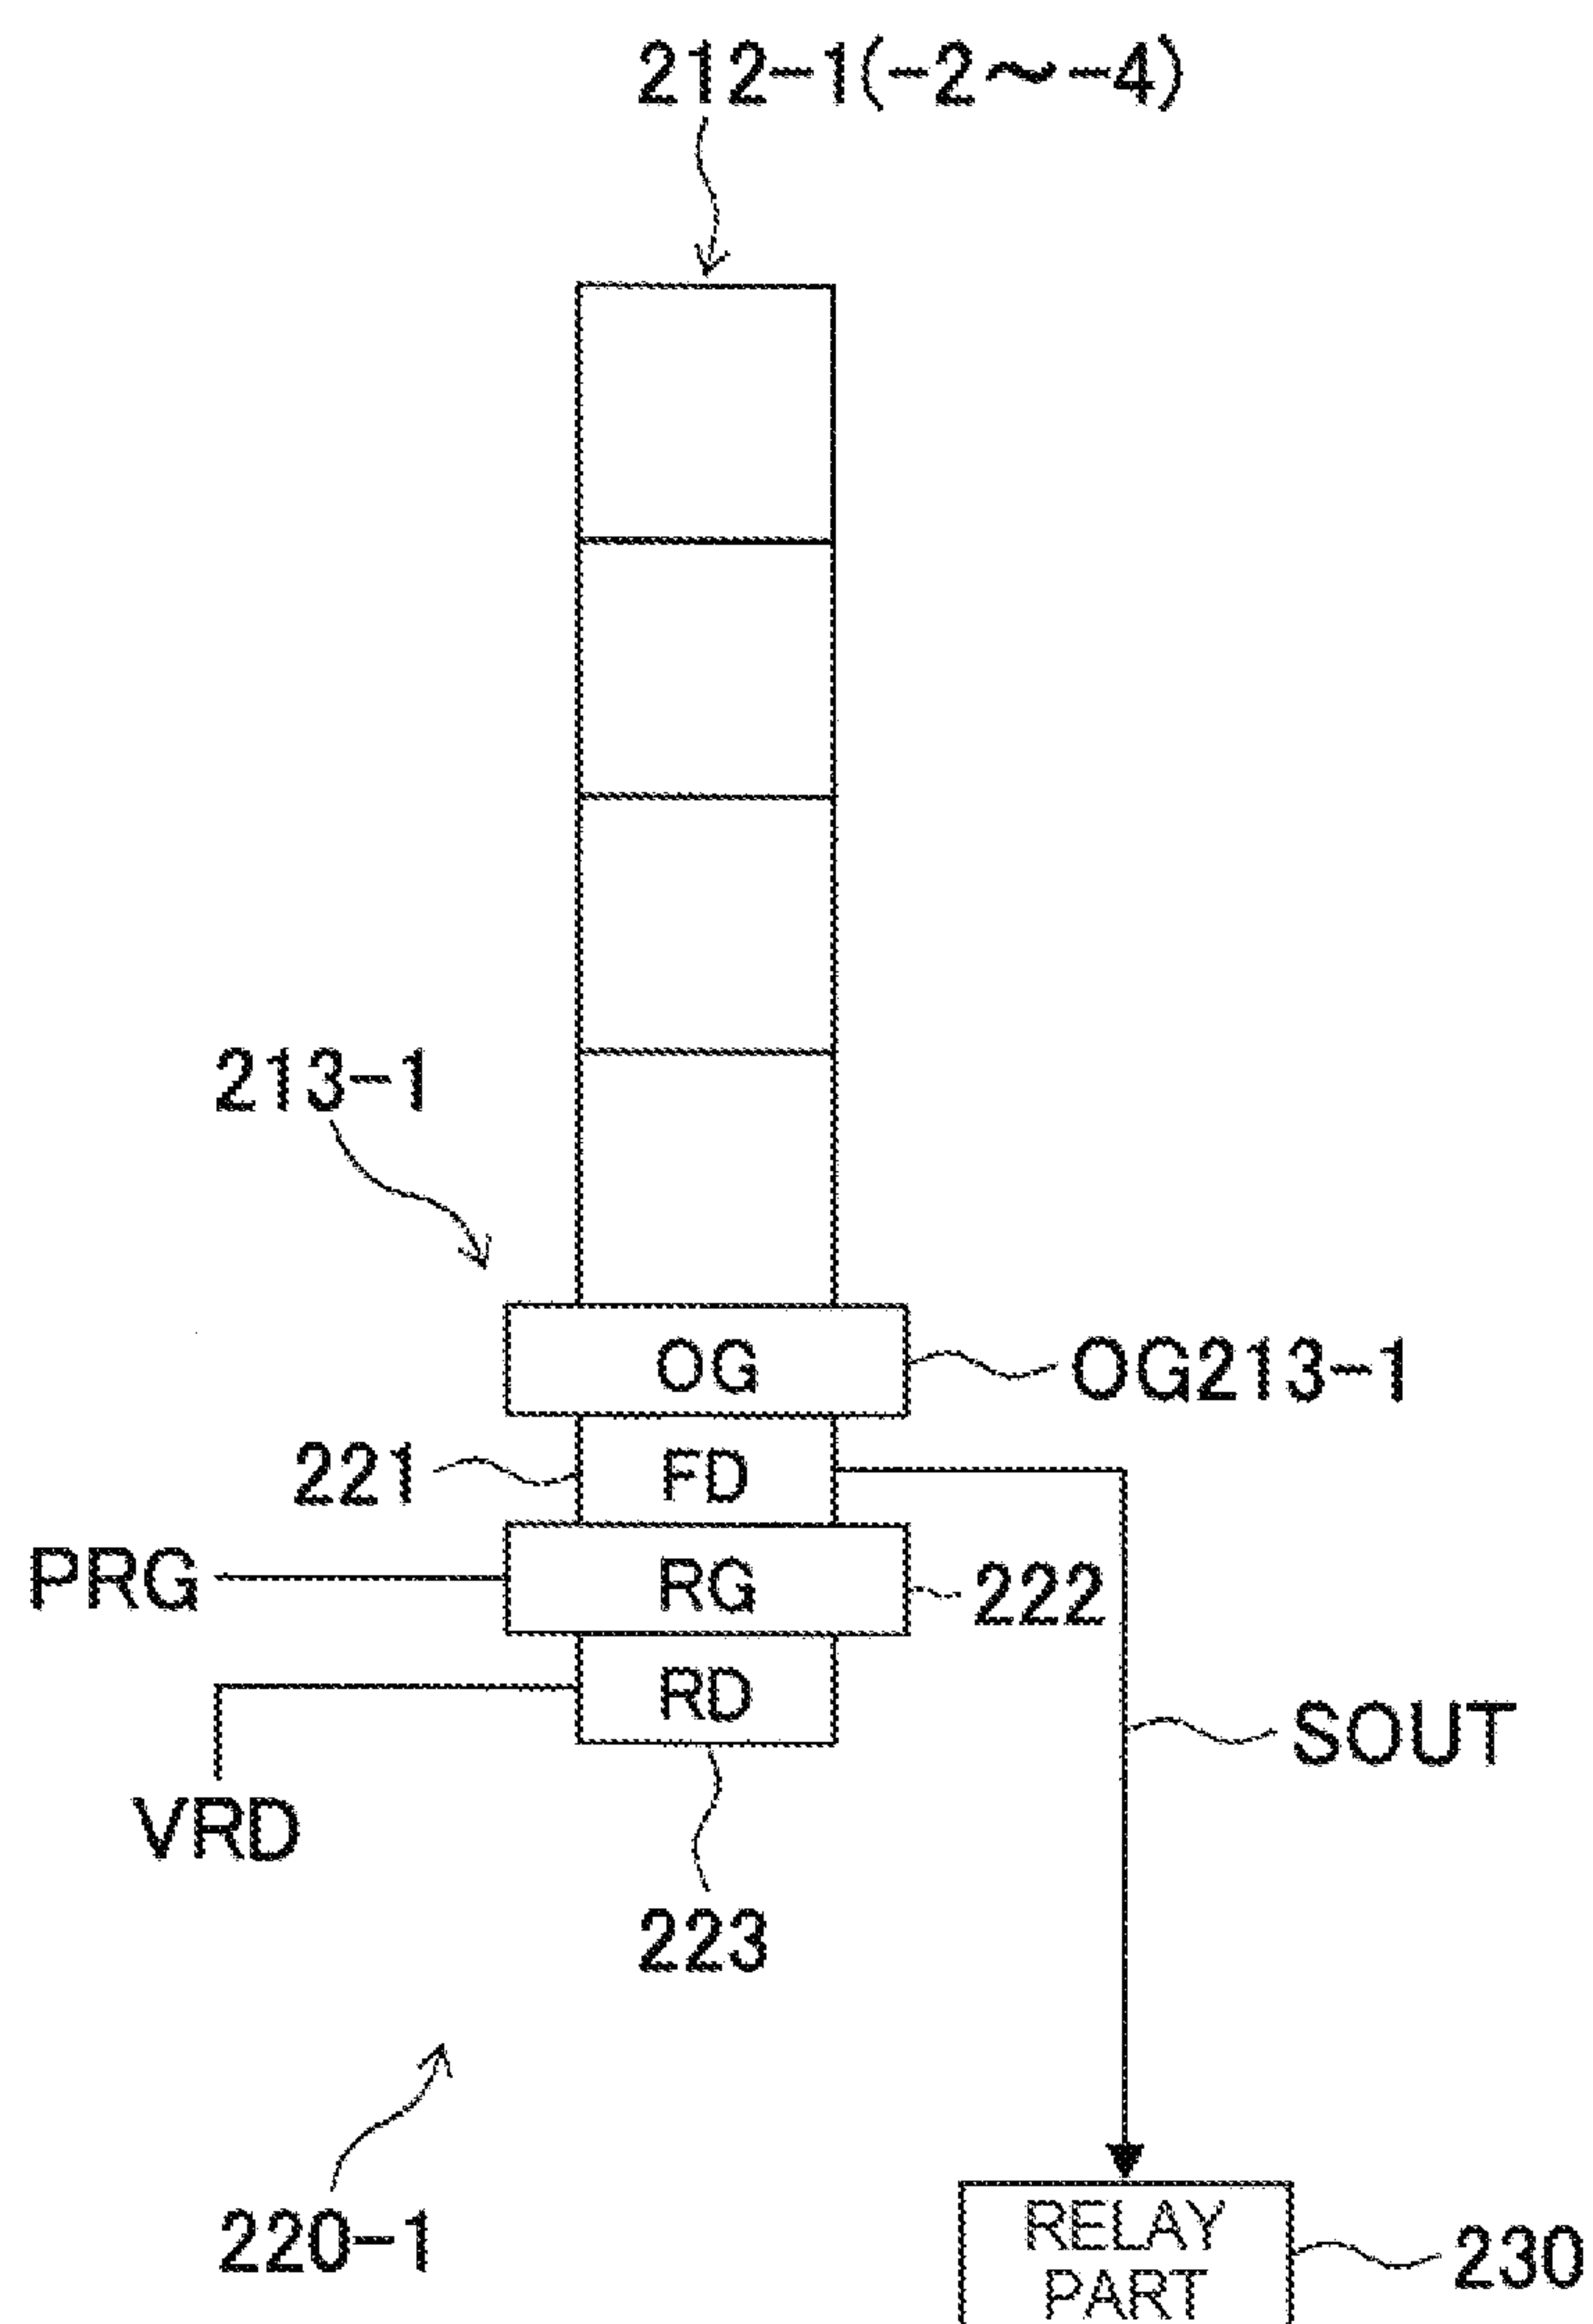 212-1(-2～-4)
213-1
OG
OG213-1
221
FD
PRG
RG
222
RD
SOUT
VRD
223
220-1
RELAY
PART
230